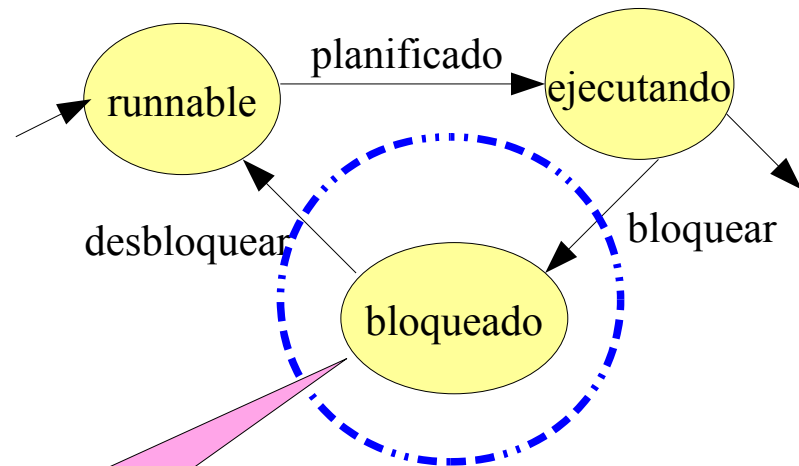 planificado
runnable
ejecutando
desbloquear
bloquear
bloqueado